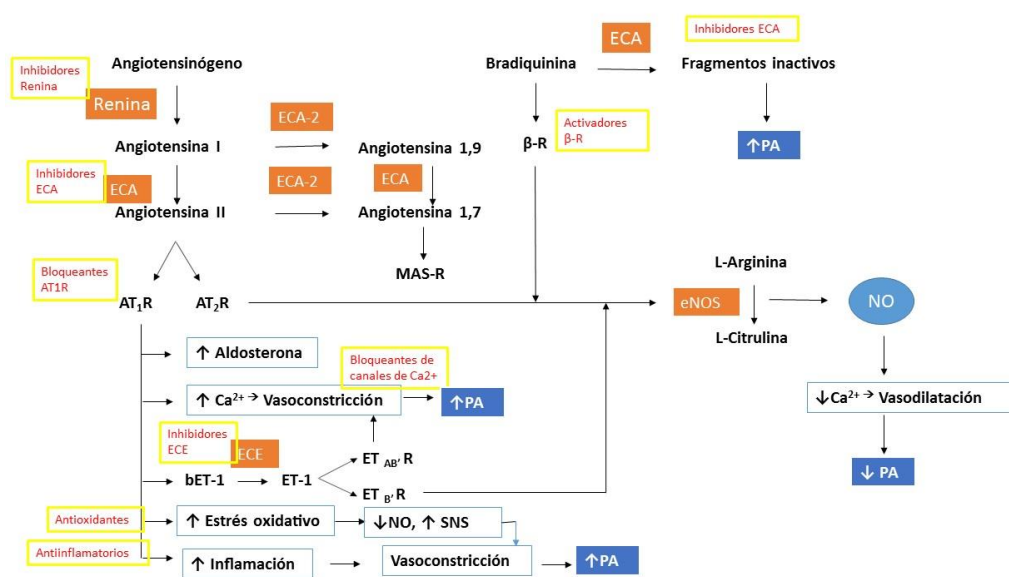 ECA
Inhibidores ECA
Inhibidores
Renina
Angiotensinógeno
Bradiquinina
Fragmentos inactivos
Renina
ECA-2
Activadores
β-R
β-R
↑PA
Angiotensina I
Angiotensina 1,9
Inhibidores
ECA
ECA
ECA-2
ECA
Angiotensina II
Angiotensina 1,7
Bloqueantes
AT1R
MAS-R
L-Arginina
AT₁R
AT₂R
eNOS
NO
L-Citrulina
↑ Aldosterona
Bloqueantes de
canales de Ca2+
↑ Ca²⁺ → Vasoconstricción
↑PA
↓Ca²⁺ → Vasodilatación
Inhibidores
ECE
ECE
ET AB' R
bET-1
ET-1
↓ PA
ET B' R
Antioxidantes
↑ Estrés oxidativo
↓NO, ↑ SNS
Antiinflamatorios
↑ Inflamación
Vasoconstricción
↑PA